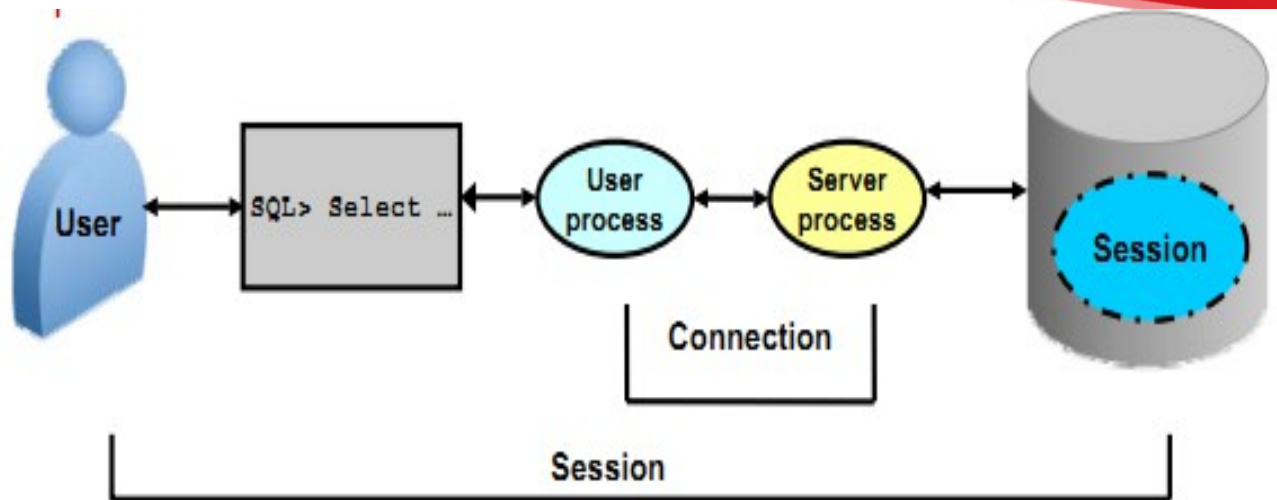 User
SQL> Select …
User
process
Server
process
Session
Connection
Session